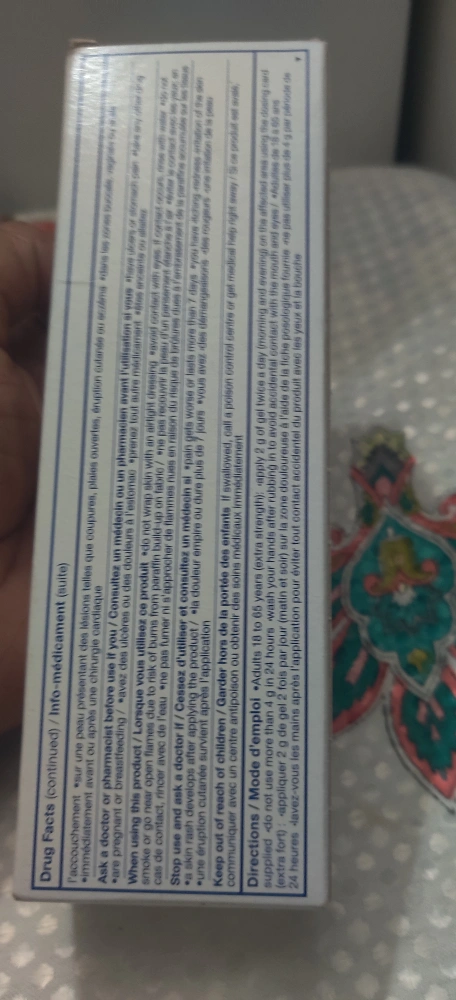 Drug Facts (continued) / Info-médicament (suite)
l'accouchement •sur une peau présentant des lésions telles que coupures, plaies ouvertes, éruption cutanée ou eczéma •dans les
•immédiatement avant ou après une chirurgie cardiaque
Ask a doctor or pharmacist before use if you / Consultez un médecin ou un pharmacien avant l'utilisation si vous •have ulcers or stomach pain •take any other drug
•are pregnant or breastfeeding / •avez des ulcères ou des douleurs à l'estomac •prenez tout autre médicament •êtes enceinte ou allaitez
When using this product / Lorsque vous utilisez ce produit •do not wrap skin with an airtight dressing •avoid contact with eyes. If contact occurs, rinse with water. •do not
smoke or go near open flames due to risk of burns from paraffin build-up on fabric / •ne pas recouvrir la peau d'un pansement étanche à l'air •éviter le contact avec les yeux; en
cas de contact, rincer avec de l'eau •ne pas fumer ni s'approcher de flammes nues en raison du risque de brûlures dues à l'amoncellement de la paraffine accumulée sur les tissus
Stop use and ask a doctor if / Cessez d'utiliser et consultez un médecin si •pain gets worse or lasts more than 7 days •you have itching, redness, irritation of the skin
•a skin rash develops after applying the product / •la douleur empire ou dure plus de 7 jours •vous avez •des démangeaisons •des rougeurs •une irritation de la peau
•une éruption cutanée survient après l'application
Keep out of reach of children / Garder hors de la portée des enfants If swallowed, call a poison control centre or get medical help right away / Si ce produit est avalé,
communiquer avec un centre antipoison ou obtenir des soins médicaux immédiatement
Directions / Mode d'emploi •Adults 18 to 65 years (extra strength): •apply 2 g of gel twice a day (morning and evening) on the affected area using the dosing card
supplied •do not use more than 4 g in 24 hours •wash your hands after rubbing in to avoid accidental contact with the mouth and eyes / •Adultes de 18 à 65 ans
(extra fort) : •appliquer 2 g de gel 2 fois par jour (matin et soir) sur la zone douloureuse à l'aide de la fiche posologique fournie •ne pas utiliser plus de 4 g par période de
24 heures •lavez-vous les mains après l'application pour éviter tout contact accidentel du produit avec les yeux et la bouche